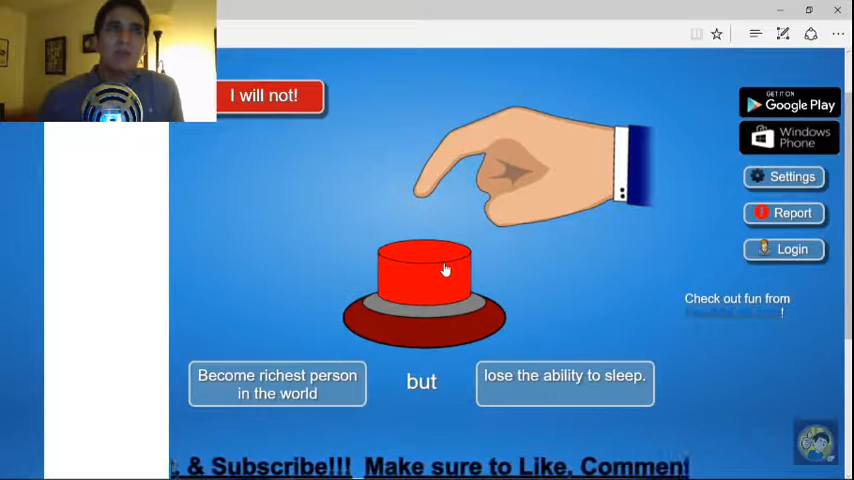 I will not!
GET IT ON
Google Play
Windows
Phone
Settings
Report
Login
Check out fun from
!
Become richest person
in the world
but
lose the ability to sleep.
, & Subscribe!!! Make sure to Like, Comment